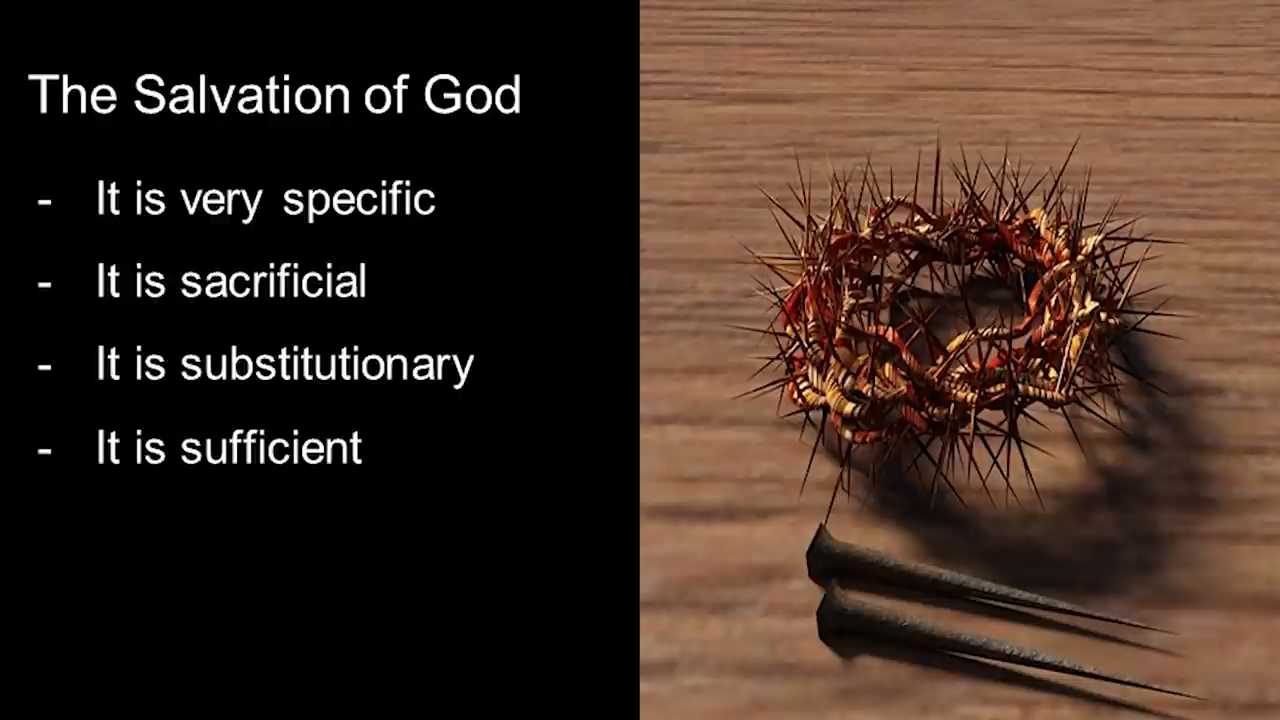 The Salvation of God
- It is very specific
- It is sacrificial
- It is substitutionary
- It is sufficient